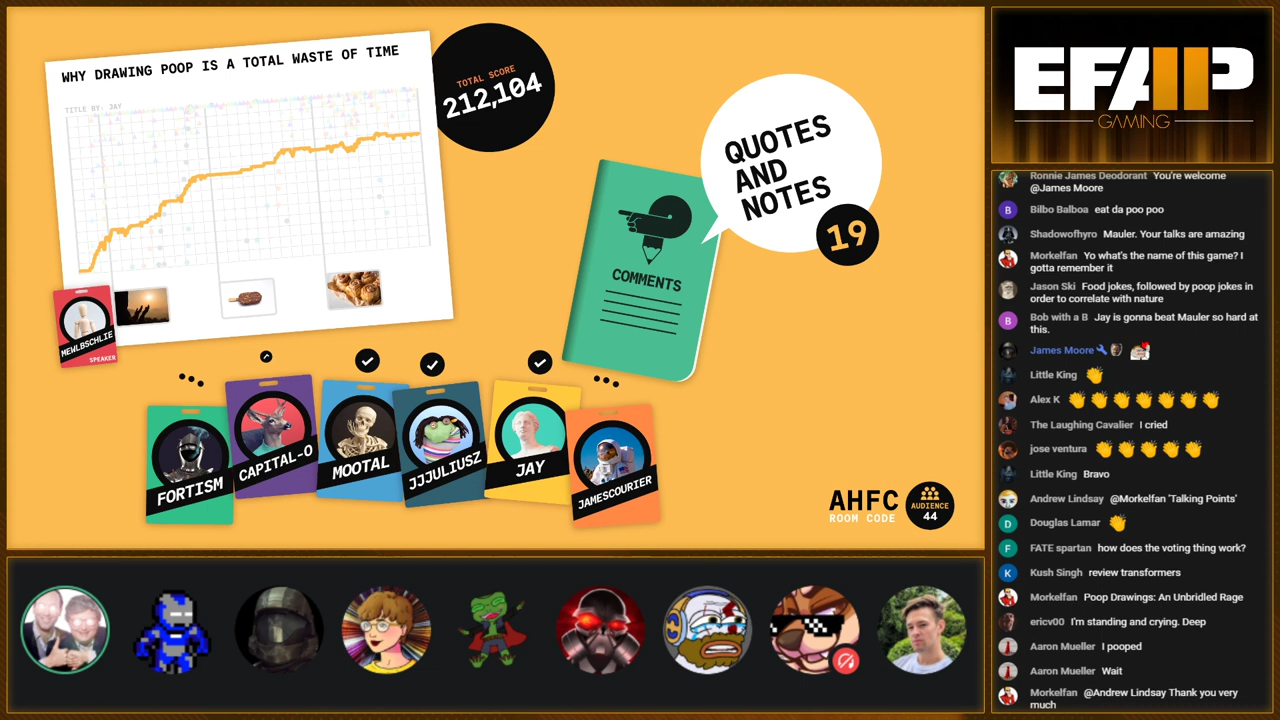 WHY DRAWING POOP IS A TOTAL WASTE OF TIME
TITLE BY: JAY
TOTAL SCORE
212,104
MEWLBSCHLIE
SPEAKER
COMMENTS
QUOTES
AND
NOTES
19
FORTISM
CAPITAL-O
MOOTAL
JJJULIUSZ
JAY
JAMESCOURIER
AHFC
ROOM CODE
AUDIENCE
44
EFAP
GAMING
Ronnie James Deodorant You're welcome
@James Moore
B Bilbo Balboa eat da poo poo
Shadowofhyro Mauler. Your talks are amazing
Morkelfan Yo what's the name of this game? I
gotta remember it
Jason Ski Food jokes, followed by poop jokes in
order to correlate with nature
B Bob with a B Jay is gonna beat Mauler so hard at
this.
James Moore
Little King 👏
Alex K 👏👏👏👏👏👏👏
The Laughing Cavalier I cried
jose ventura 👏👏👏👏👏
Little King Bravo
Andrew Lindsay @Morkelfan 'Talking Points'
D Douglas Lamar 👏
F FATE spartan how does the voting thing work?
K Kush Singh review transformers
Morkelfan Poop Drawings: An Unbridled Rage
ericv00 I'm standing and crying. Deep
Aaron Mueller I pooped
Aaron Mueller Wait
Morkelfan @Andrew Lindsay Thank you very
much